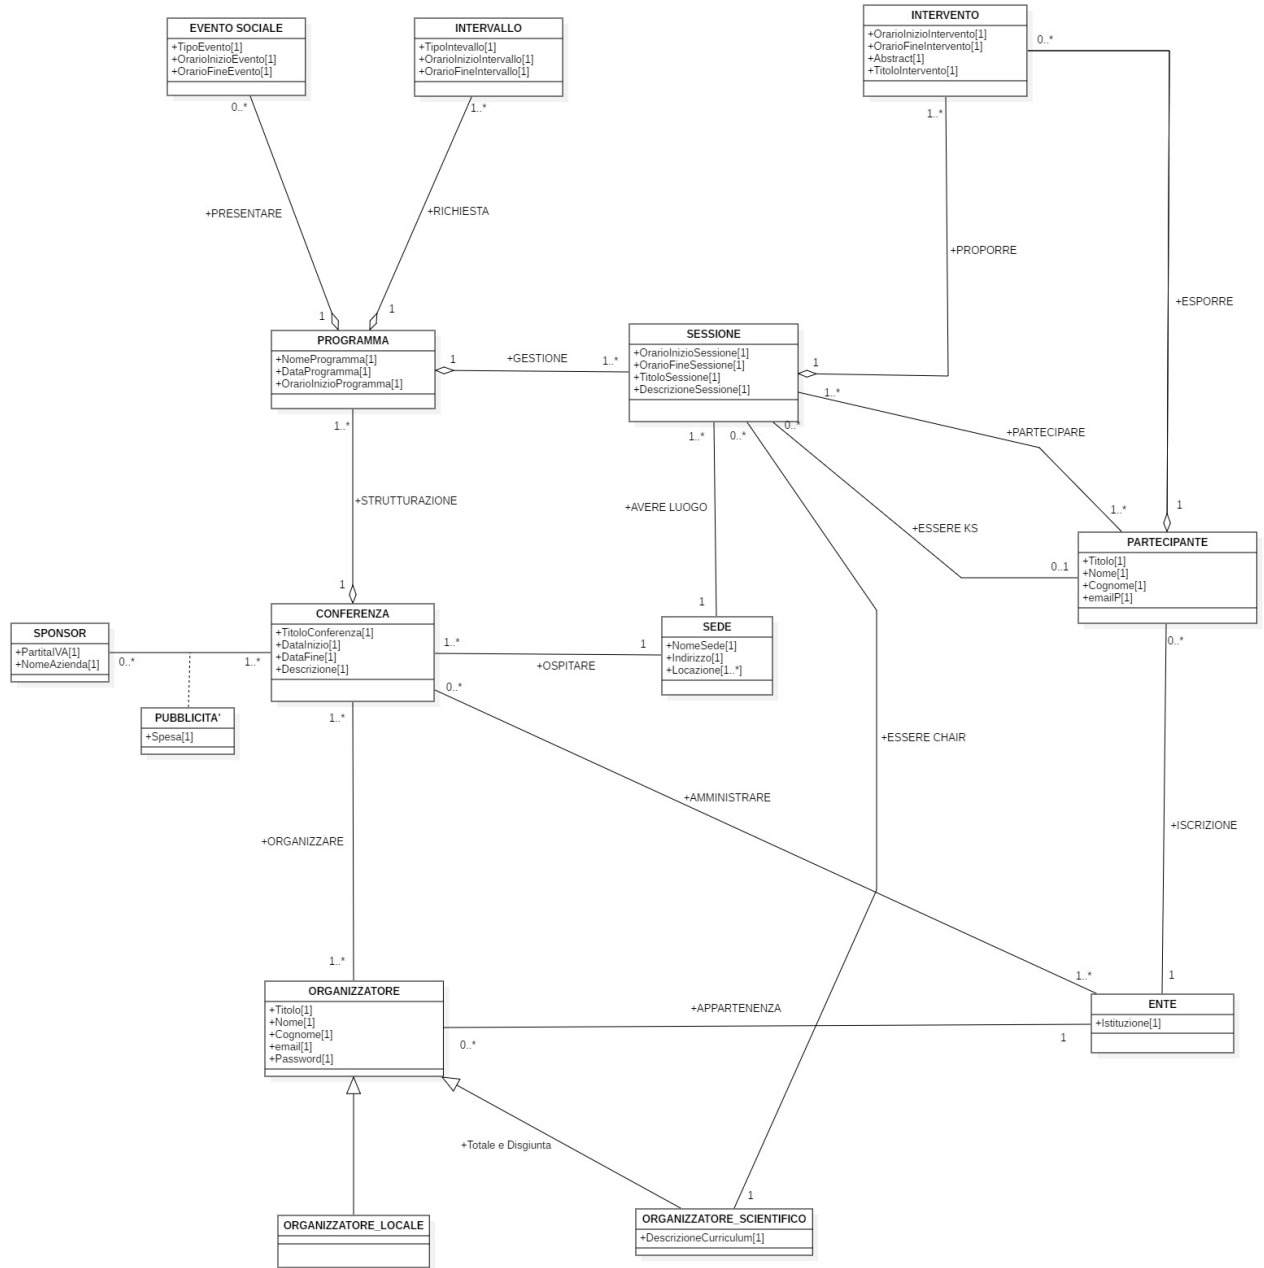 EVENTO SOCIALE
+TipoEvento[1]
+OrarioInizioEvento[1]
+OrarioFineEvento[1]
0..*
INTERVALLO
+TipoIntevallo[1]
+OrarioInizioIntervallo[1]
+OrarioFineIntervallo[1]
1..*
INTERVENTO
+OrarioInizioIntervento[1]
+OrarioFineIntervento[1]
+Abstract[1]
+TitoloIntervento[1]
0..*
1..*
+PRESENTARE
+RICHIESTA
+PROPORRE
+ESPORRE
1
1
PROGRAMMA
+NomeProgramma[1]
+DataProgramma[1]
+OrarioInizioProgramma[1]
1
+GESTIONE
1..*
SESSIONE
+OrarioInizioSessione[1]
+OrarioFineSessione[1]
+TitoloSessione[1]
+DescrizioneSessione[1]
1
1..*
1..*
1..*
0..*
0..*
+PARTECIPARE
+STRUTTURAZIONE
+AVERE LUOGO
+ESSERE KS
1..*
1
0..1
PARTECIPANTE
+Titolo[1]
+Nome[1]
+Cognome[1]
+emailP[1]
0..*
1
CONFERENZA
+TitoloConferenza[1]
+DataInizio[1]
+DataFine[1]
+Descrizione[1]
SPONSOR
+PartitaIVA[1]
+NomeAzienda[1]
0..*
1..*
1..*
+OSPITARE
1
1
SEDE
+NomeSede[1]
+Indirizzo[1]
+Locazione[1..*]
0..*
PUBBLICITA'
+Spesa[1]
1..*
+ESSERE CHAIR
+AMMINISTRARE
+ORGANIZZARE
+ISCRIZIONE
1..*
1..*
1
ORGANIZZATORE
+Titolo[1]
+Nome[1]
+Cognome[1]
+email[1]
+Password[1]
0..*
+APPARTENENZA
1
ENTE
+Istituzione[1]
+Totale e Disgiunta
1
ORGANIZZATORE_LOCALE
ORGANIZZATORE_SCIENTIFICO
+DescrizioneCurriculum[1]